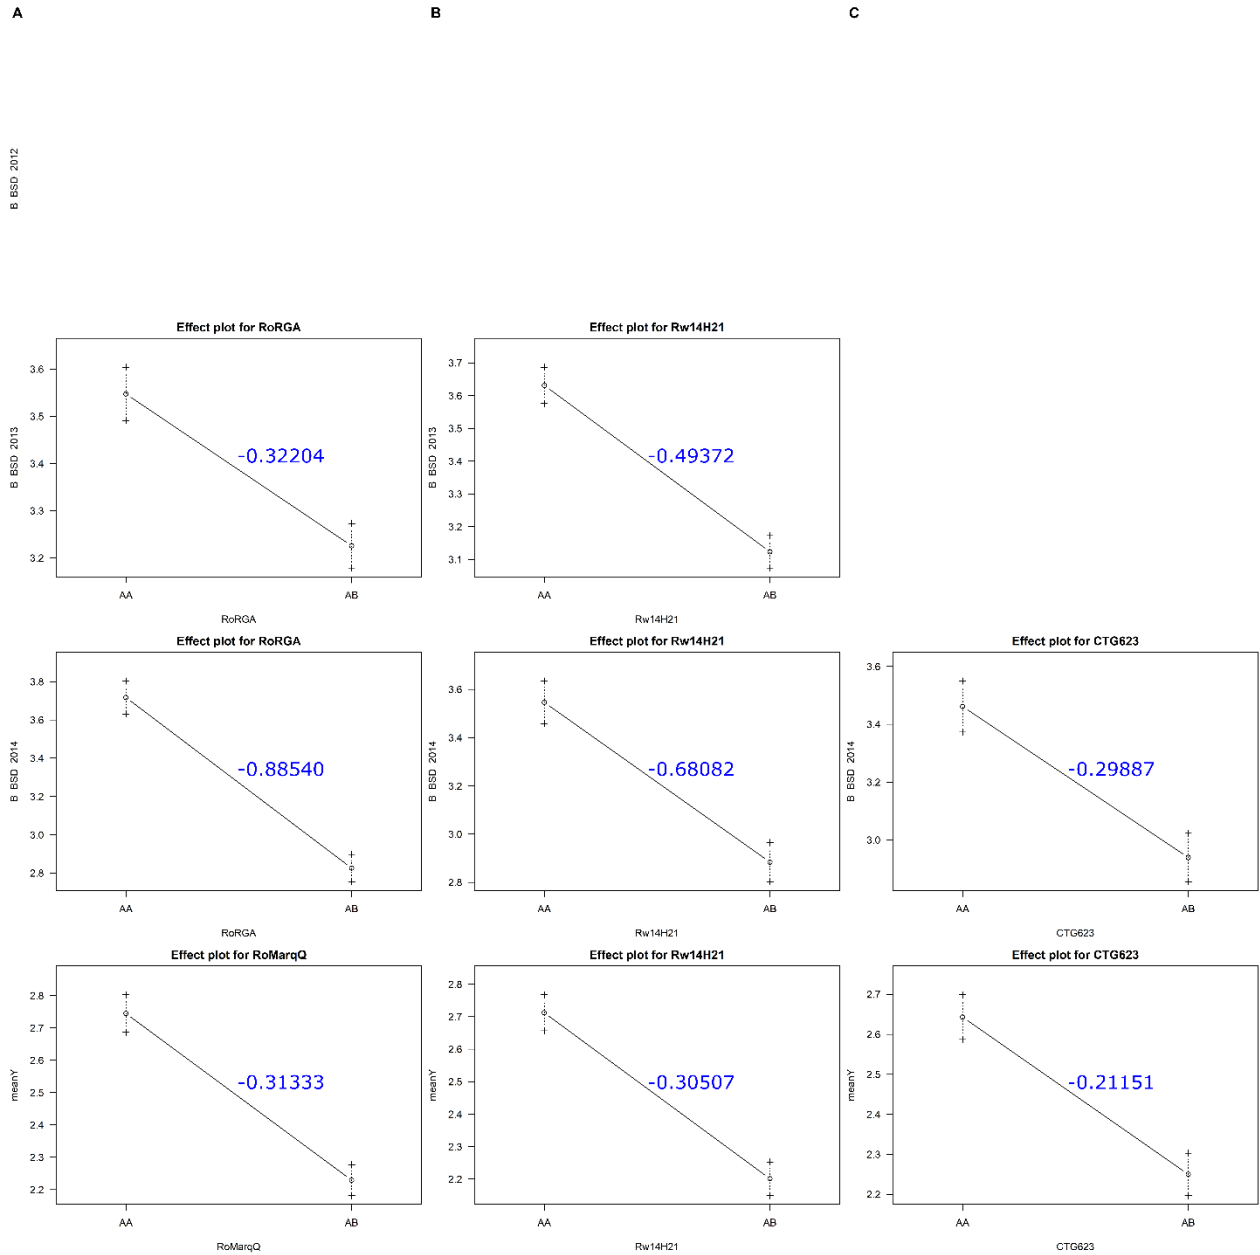 A
B
C
B BSD 2012
Effect plot for RoRGA
B BSD 2013
3.6
3.5
3.4
3.3
3.2
-0.32204
AA
AB
RoRGA
Effect plot for Rw14H21
B BSD 2013
3.7
3.6
3.5
3.4
3.3
3.2
3.1
-0.49372
AA
AB
Rw14H21
Effect plot for RoRGA
B BSD 2014
3.8
3.6
3.4
3.2
3.0
2.8
-0.88540
AA
AB
RoRGA
Effect plot for Rw14H21
B BSD 2014
3.6
3.4
3.2
3.0
2.8
-0.68082
AA
AB
Rw14H21
Effect plot for CTG623
B BSD 2014
3.6
3.4
3.2
3.0
-0.29887
AA
AB
CTG623
Effect plot for RoMarqQ
meanY
2.8
2.7
2.6
2.5
2.4
2.3
2.2
-0.31333
AA
AB
RoMarqQ
Effect plot for Rw14H21
meanY
2.8
2.7
2.6
2.5
2.4
2.3
2.2
-0.30507
AA
AB
Rw14H21
Effect plot for CTG623
meanY
2.7
2.6
2.5
2.4
2.3
2.2
-0.21151
AA
AB
CTG623